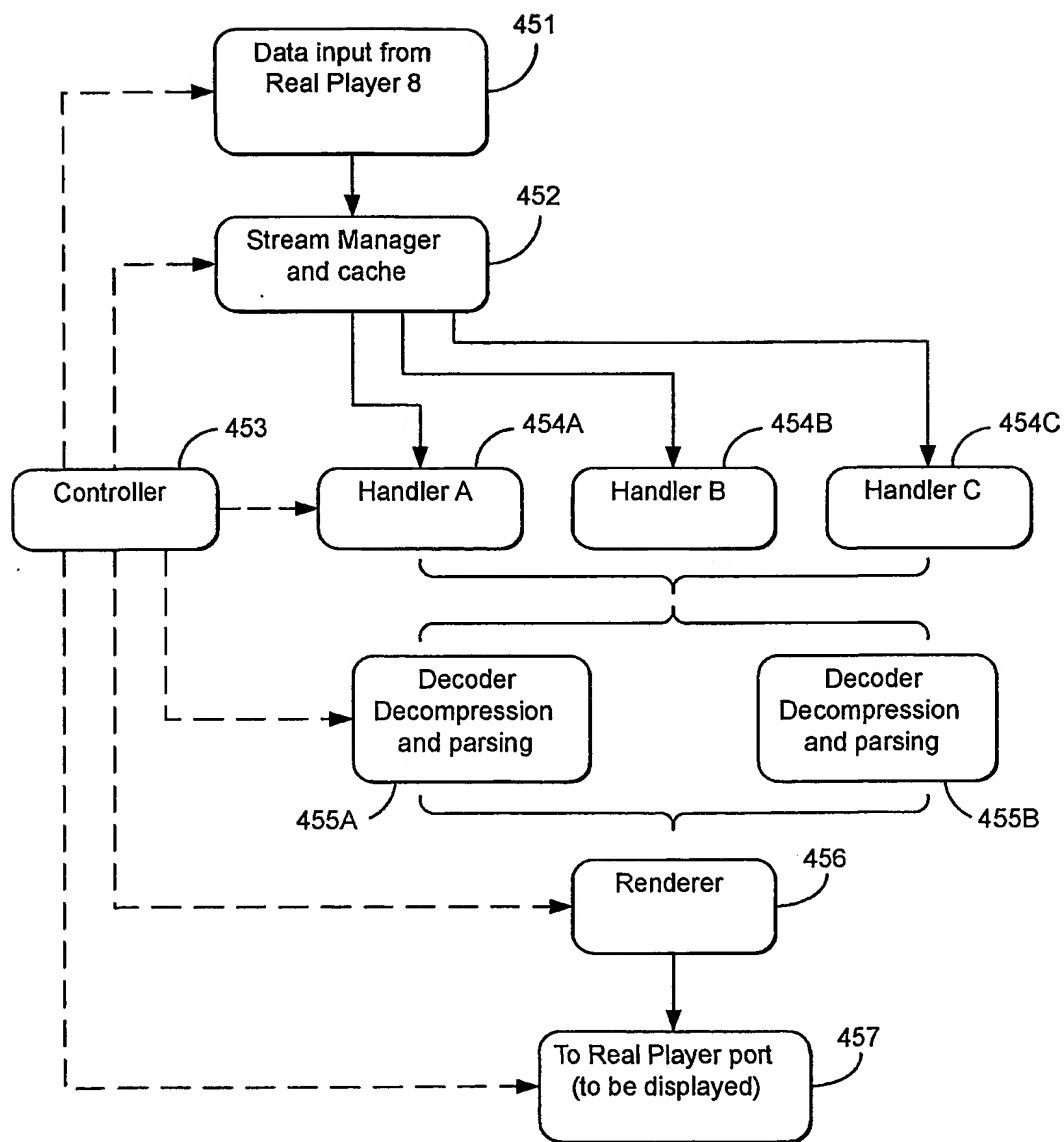 451
Data input from
Real Player 8
452
Stream Manager
and cache
453
454A
454B
454C
Controller
Handler A
Handler B
Handler C
Decoder
Decompression
and parsing
Decoder
Decompression
and parsing
455A
455B
456
Renderer
457
To Real Player port
(to be displayed)